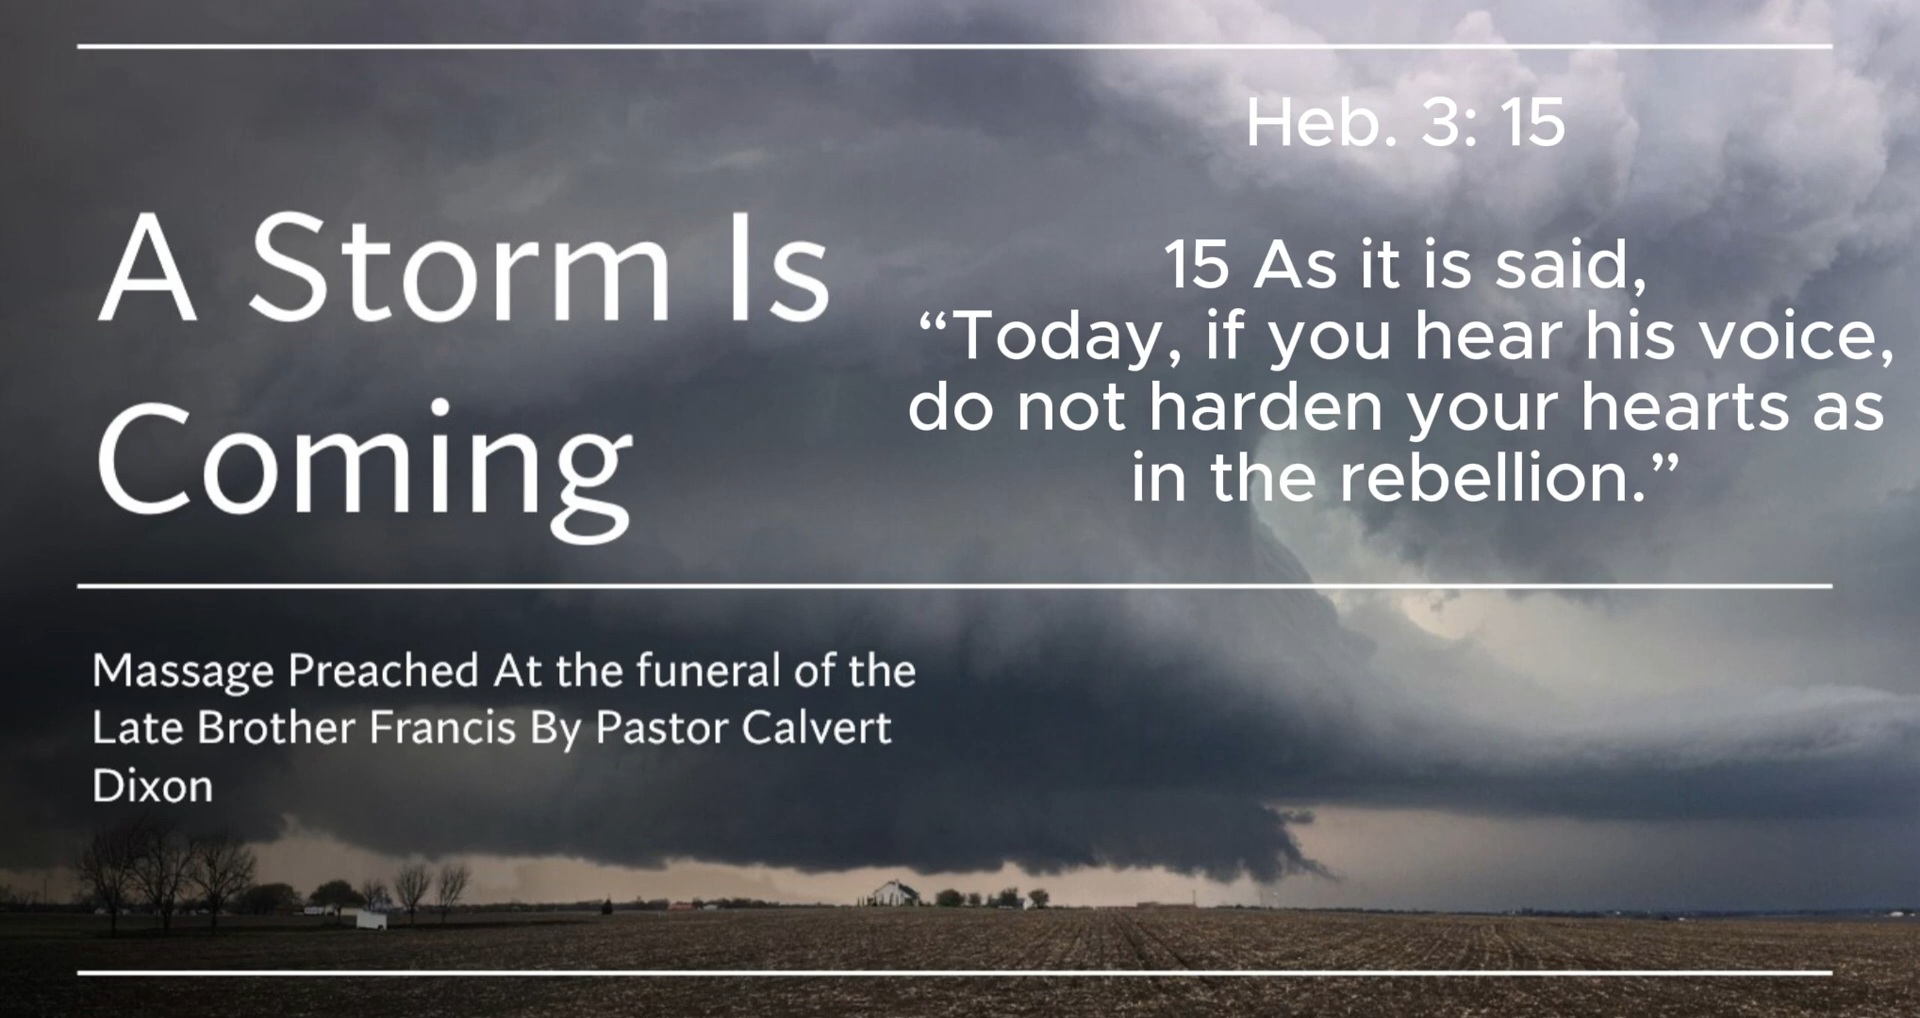 A Storm Is
Coming
Heb. 3: 15
15 As it is said,
“Today, if you hear his voice,
do not harden your hearts as
in the rebellion.”
Massage Preached At the funeral of the
Late Brother Francis By Pastor Calvert
Dixon